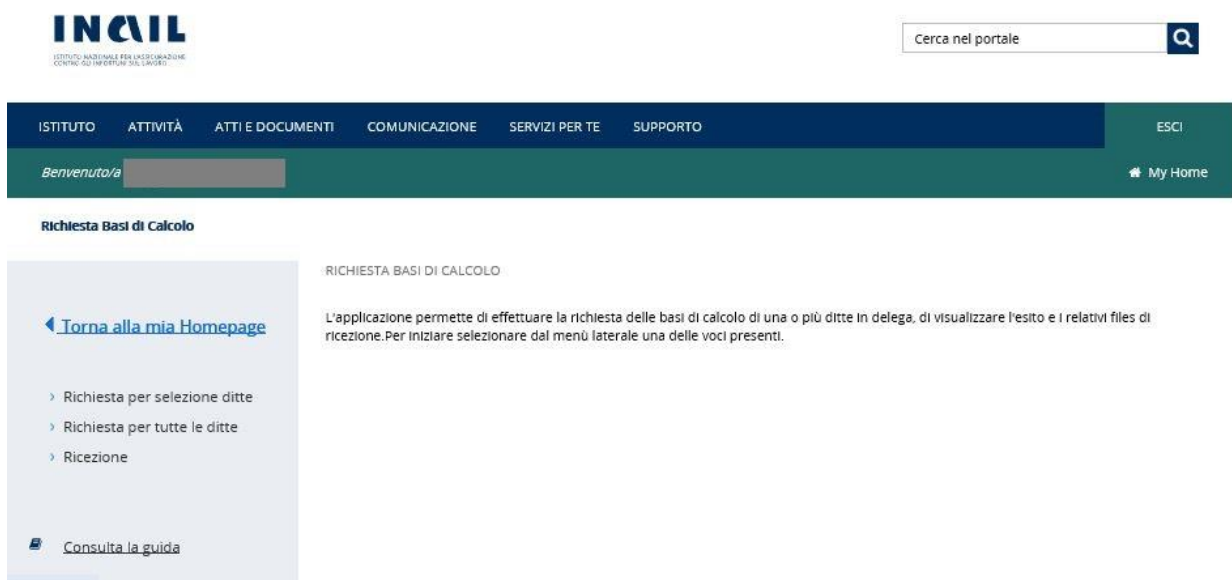 INAIL
ISTITUTO NAZIONALE PER L'ASSICURAZIONE
CONTRO GLI INFORTUNI SUL LAVORO
Cerca nel portale
ISTITUTO ATTIVITÀ ATTI E DOCUMENTI COMUNICAZIONE SERVIZI PER TE SUPPORTO ESCI
Benvenuto/a My Home
Richiesta Basi di Calcolo
RICHIESTA BASI DI CALCOLO
L'applicazione permette di effettuare la richiesta delle basi di calcolo di una o più ditte in delega, di visualizzare l'esito e i relativi files di
ricezione.Per iniziare selezionare dal menù laterale una delle voci presenti.
Torna alla mia Homepage
Richiesta per selezione ditte
Richiesta per tutte le ditte
Ricezione
Consulta la guida